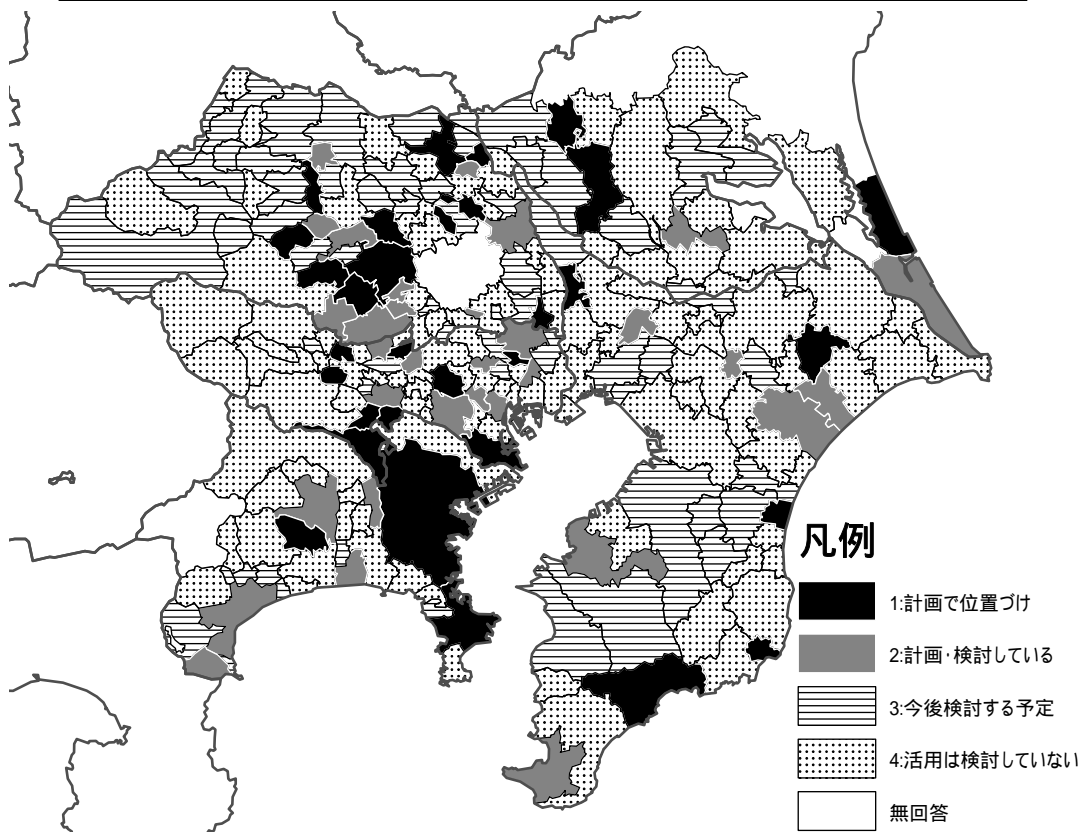 凡例
1:計画で位置づけ
2:計画・検討している
3:今後検討する予定
4:活用は検討していない
無回答